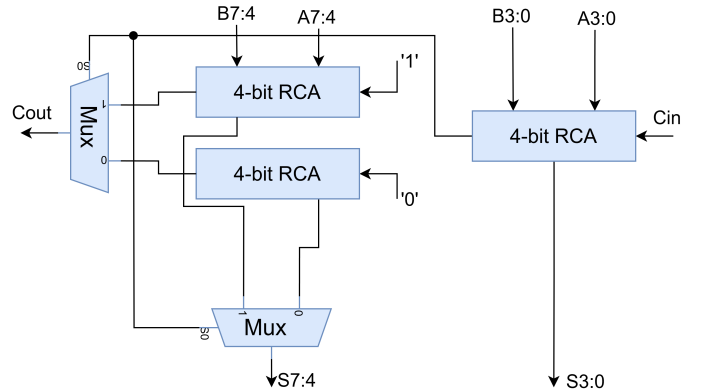 B7:4
A7:4
B3:0
A3:0
S0
'1'
4-bit RCA
1
Cout
Mux
Cin
4-bit RCA
0
4-bit RCA
'0'
1
0
S0
Mux
S7:4
S3:0